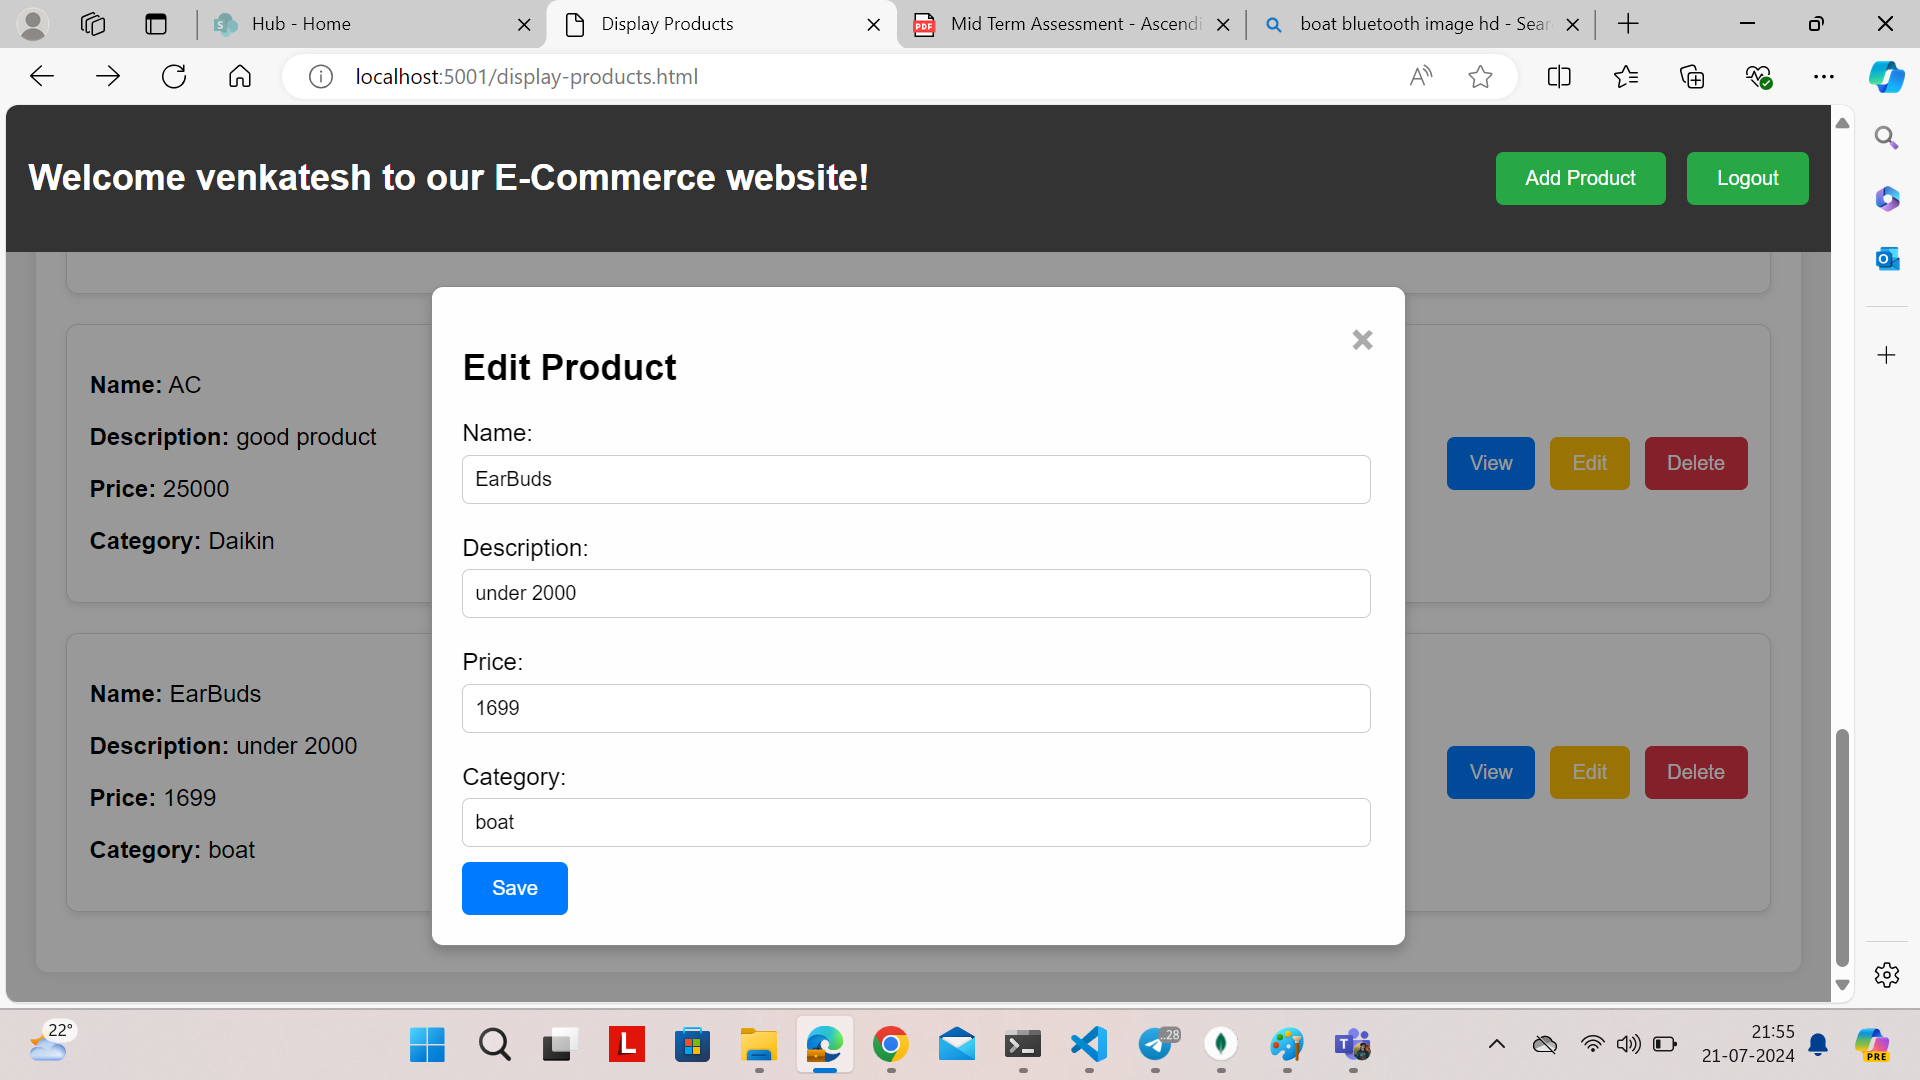 Hub - Home
Display Products
Mid Term Assessment - Ascendi
boat bluetooth image hd - Sear
localhost:5001/display-products.html
Welcome venkatesh to our E-Commerce website!
Add Product
Logout
Name: AC
Description: good product
Price: 25000
Category: Daikin
View
Edit
Delete
Name: EarBuds
Description: under 2000
Price: 1699
Category: boat
View
Edit
Delete
Edit Product
Name:
EarBuds
Description:
under 2000
Price:
1699
Category:
boat
Save
22°
21:55
21-07-2024
PDF
L
..28
PRE